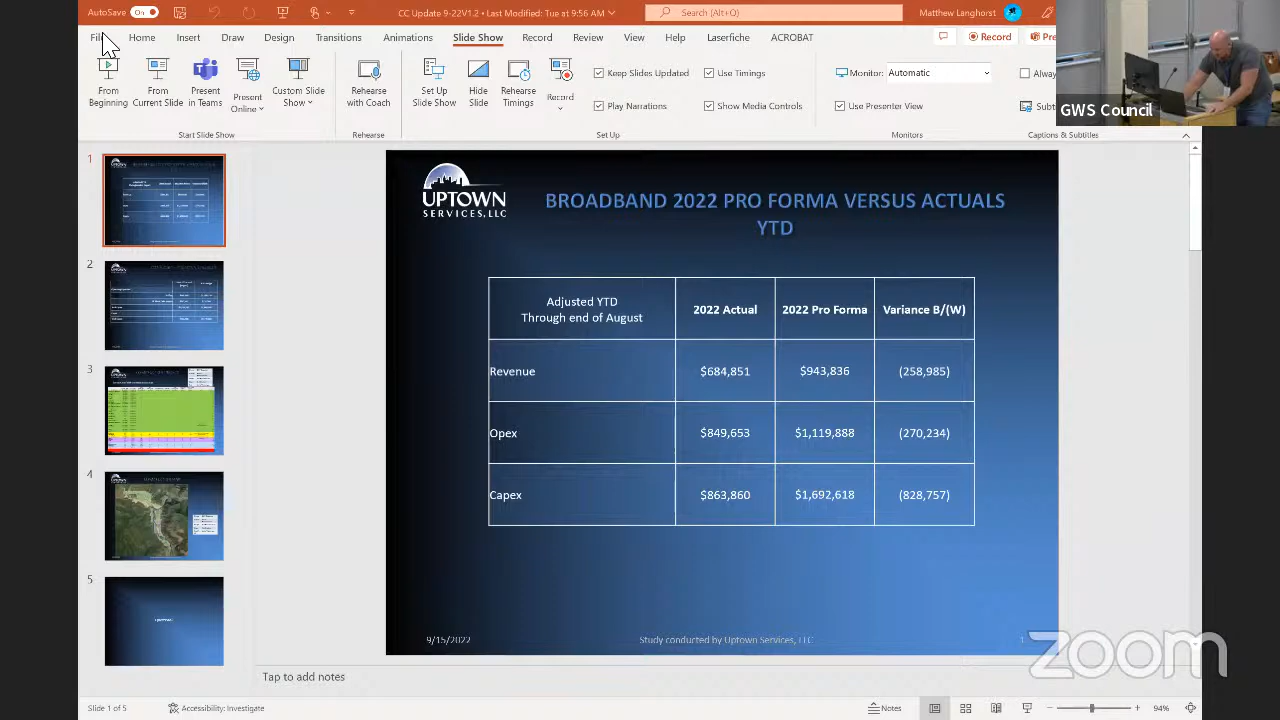 AutoSave On
CC Update 9-22V1.2 • Last Modified: Tue at 9:56 AM
Search (Alt+Q)
Matthew Langhorst
Home Insert Draw Design Transitions Animations Slide Show Record Review View Help Laserfiche ACROBAT
Record
From Beginning
From Current Slide
Present in Teams
Present Online
Custom Slide Show
Rehearse with Coach
Set Up Slide Show
Hide Slide
Rehearse Timings
Record
Keep Slides Updated
Use Timings
Play Narrations
Show Media Controls
Monitor: Automatic
Use Presenter View
Start Slide Show
Rehearse
Set Up
Monitors
Captions & Subtitles
GWS Council
1
2
3
4
5
UPTOWN
SERVICES, LLC
BROADBAND 2022 PRO FORMA VERSUS ACTUALS
YTD
Adjusted YTD
Through end of August
2022 Actual 2022 Pro Forma Variance B/(W)
Revenue $684,851 $943,836 (258,985)
Opex $849,653 $1,119,888 (270,234)
Capex $863,860 $1,692,618 (828,757)
9/15/2022 Study conducted by Uptown Services, LLC 1
zoom
Tap to add notes
Slide 1 of 5 Accessibility: Investigate Notes 94%